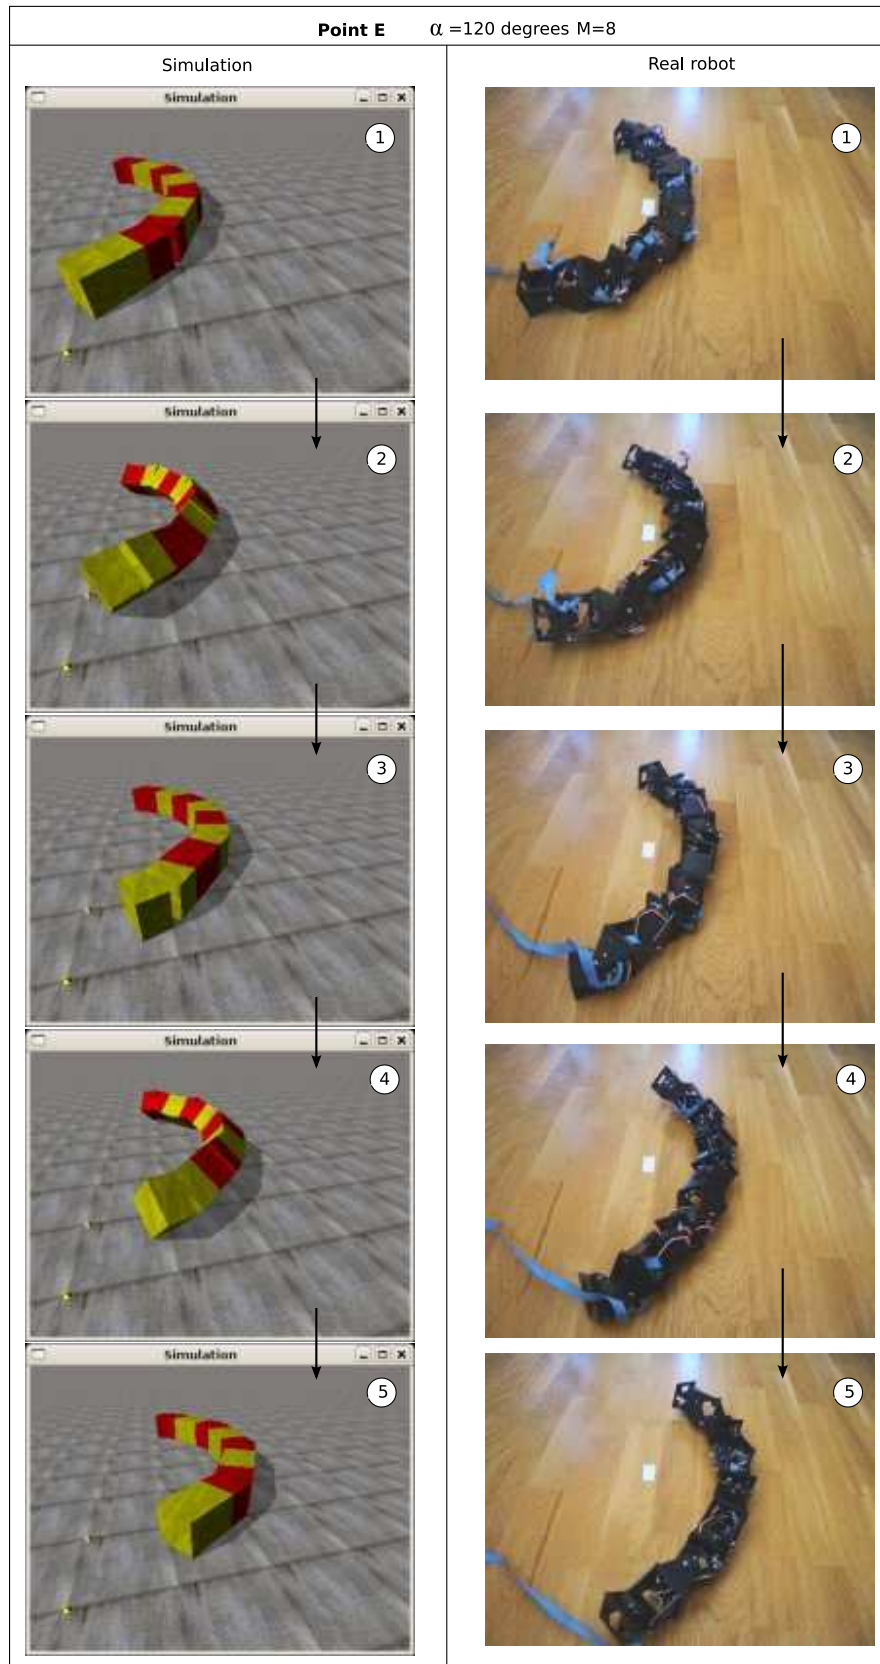 Point E α =120 degrees M=8
Simulation
Real robot
Simulation
1
1
Simulation
2
2
Simulation
3
3
Simulation
4
4
Simulation
5
5